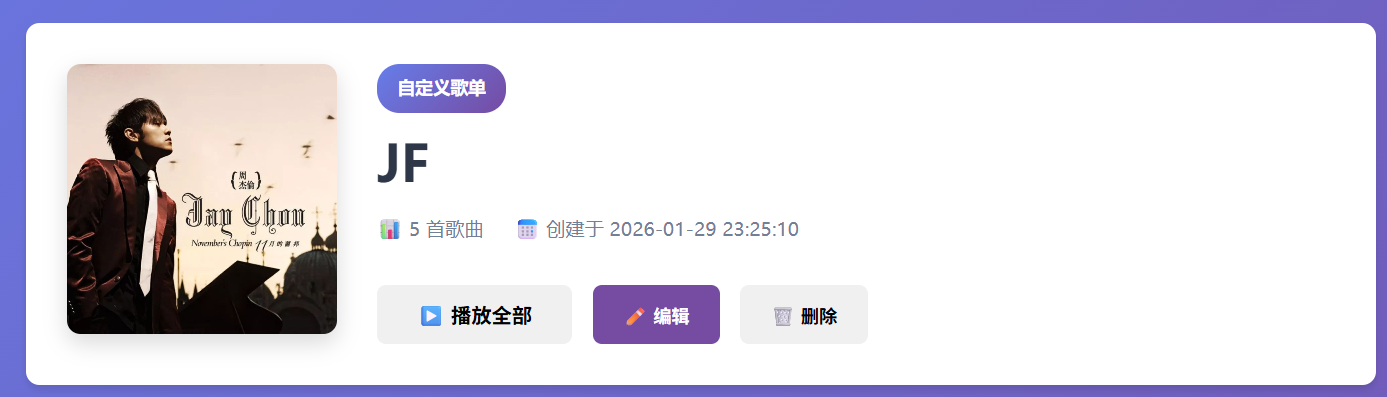 自定义歌单
JF
{周杰倫}
Jay Chou
November's Chopin 11月的蕭邦
5 首歌曲 创建于 2026-01-29 23:25:10
播放全部 编辑 删除